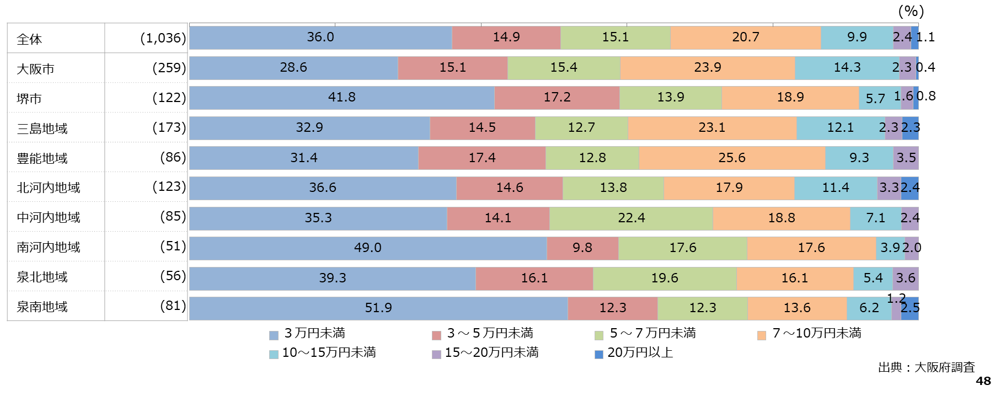 (%)
全体 (1,036) 36.0 14.9 15.1 20.7 9.9 2.4 1.1
大阪市 (259) 28.6 15.1 15.4 23.9 14.3 2.3 0.4
堺市 (122) 41.8 17.2 13.9 18.9 5.7 1.6 0.8
三島地域 (173) 32.9 14.5 12.7 23.1 12.1 2.3 2.3
豊能地域 (86) 31.4 17.4 12.8 25.6 9.3 3.5
北河内地域 (123) 36.6 14.6 13.8 17.9 11.4 3.3 2.4
中河内地域 (85) 35.3 14.1 22.4 18.8 7.1 2.4
南河内地域 (51) 49.0 9.8 17.6 17.6 3.9 2.0
泉北地域 (56) 39.3 16.1 19.6 16.1 5.4 3.6
泉南地域 (81) 51.9 12.3 12.3 13.6 6.2 1.2 2.5
３万円未満 ３～５万円未満 ５～７万円未満 ７～10万円未満
10～15万円未満 15～20万円未満 20万円以上
出典：大阪府調査
48